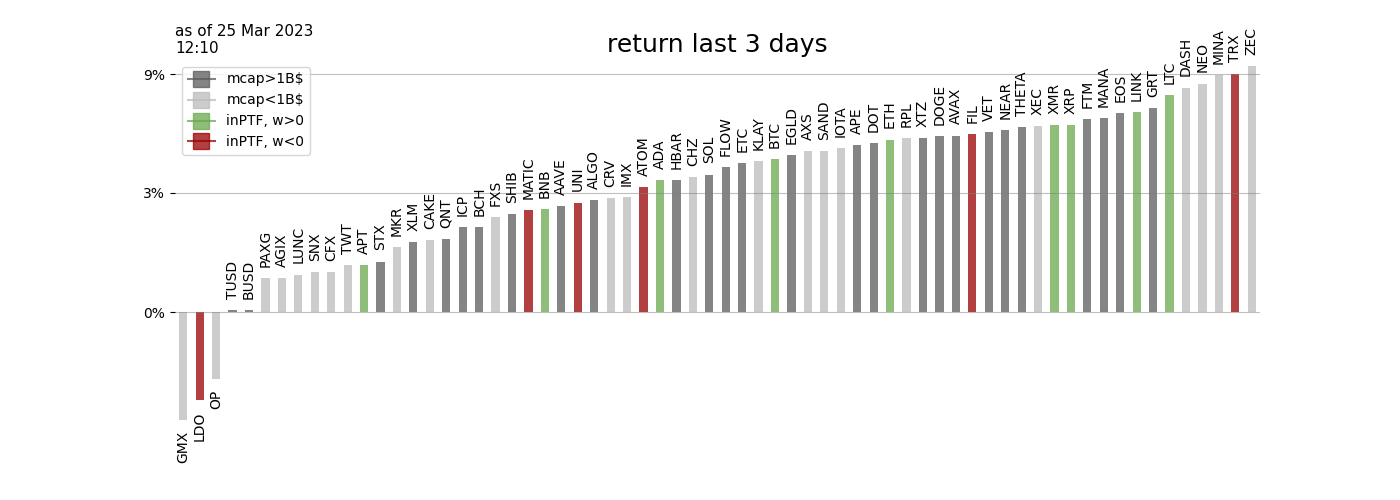 as of 25 Mar 2023
12:10
return last 3 days
mcap>1B$
mcap<1B$
inPTF, w>0
inPTF, w<0
9%
3%
0%
GMX
LDO
OP
TUSD
BUSD
PAXG
AGIX
LUNC
SNX
CFX
TWT
APT
STX
MKR
XLM
CAKE
QNT
ICP
BCH
FXS
SHIB
MATIC
BNB
AAVE
UNI
ALGO
CRV
IMX
ATOM
ADA
HBAR
CHZ
SOL
FLOW
ETC
KLAY
BTC
EGLD
AXS
SAND
IOTA
APE
DOT
ETH
RPL
XTZ
DOGE
AVAX
FIL
VET
NEAR
THETA
XEC
XMR
XRP
FTM
MANA
EOS
LINK
GRT
LTC
DASH
NEO
MINA
TRX
ZEC